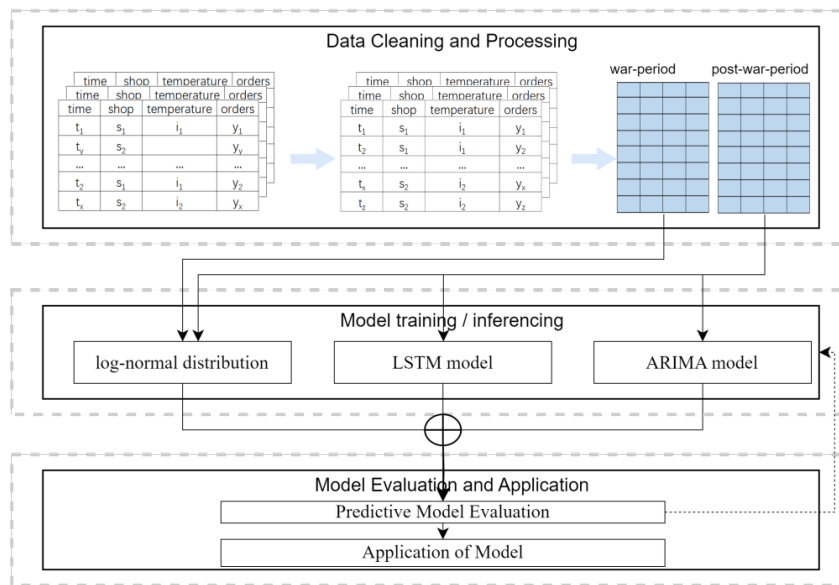 Data Cleaning and Processing
war-period post-war-period
time shop temperature orders
time shop temperature orders
time shop temperature orders
t1 s1 i1 y1
ty s2 yy
... ... ... ...
t2 s1 i1 y2
tx s2 i2 yx
time shop temperature orders
time shop temperature orders
time shop temperature orders
t1 s1 i1 y1
t2 s1 i1 y2
... ... ... ...
tx s2 i2 yx
tz s2 i2 yz
Model training / inferencing
log-normal distribution
LSTM model
ARIMA model
Model Evaluation and Application
Predictive Model Evaluation
Application of Model